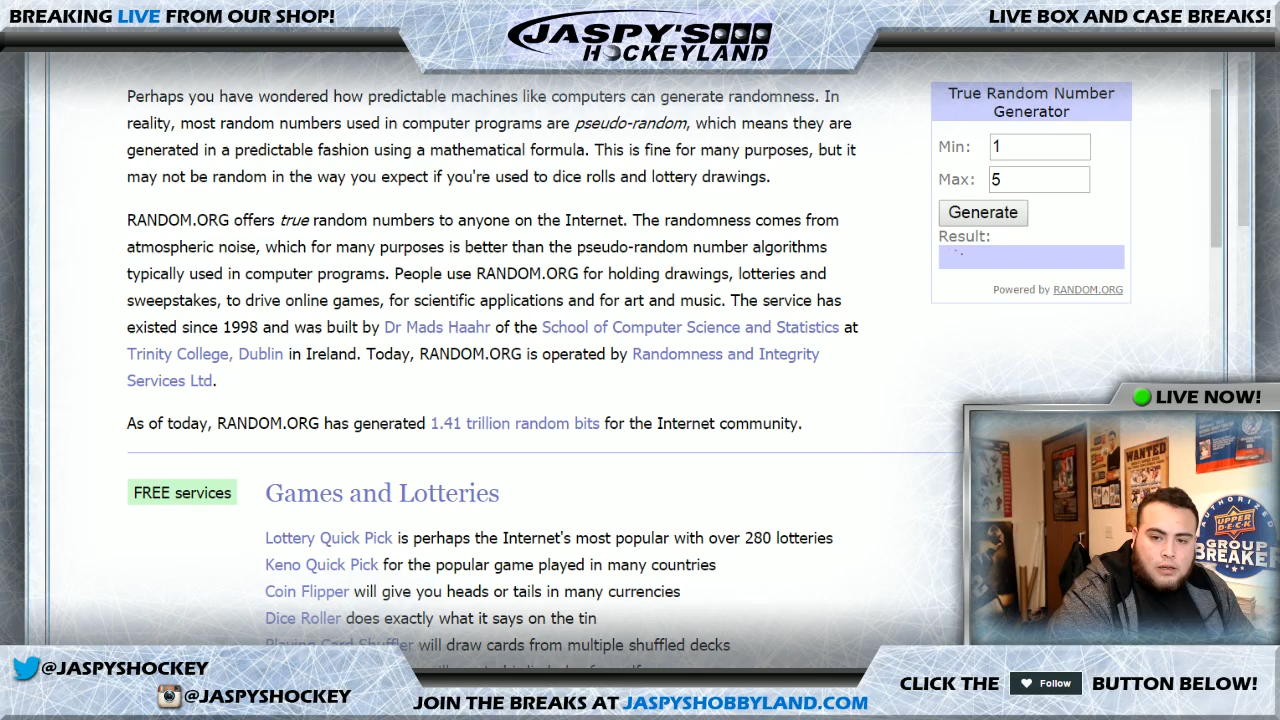 BREAKING LIVE FROM OUR SHOP!
JASPY'S
HOCKEYLAND
LIVE BOX AND CASE BREAKS!
Perhaps you have wondered how predictable machines like computers can generate randomness. In
reality, most random numbers used in computer programs are pseudo-random, which means they are
generated in a predictable fashion using a mathematical formula. This is fine for many purposes, but it
may not be random in the way you expect if you're used to dice rolls and lottery drawings.
RANDOM.ORG offers true random numbers to anyone on the Internet. The randomness comes from
atmospheric noise, which for many purposes is better than the pseudo-random number algorithms
typically used in computer programs. People use RANDOM.ORG for holding drawings, lotteries and
sweepstakes, to drive online games, for scientific applications and for art and music. The service has
existed since 1998 and was built by Dr Mads Haahr of the School of Computer Science and Statistics at
Trinity College, Dublin in Ireland. Today, RANDOM.ORG is operated by Randomness and Integrity
Services Ltd.
As of today, RANDOM.ORG has generated 1.41 trillion random bits for the Internet community.
True Random Number
Generator
Min: 1
Max: 5
Generate
Result:
Powered by RANDOM.ORG
FREE services
Games and Lotteries
Lottery Quick Pick is perhaps the Internet's most popular with over 280 lotteries
Keno Quick Pick for the popular game played in many countries
Coin Flipper will give you heads or tails in many currencies
Dice Roller does exactly what it says on the tin
Playing Card Shuffler will draw cards from multiple shuffled decks
LIVE NOW!
WANTED
AUTHORIZED
UPPER
DECK
GROUP
BREAKER
@JASPYSHOCKEY
@JASPYSHOCKEY
JOIN THE BREAKS AT JASPYSHOBBYLAND.COM
CLICK THE Follow BUTTON BELOW!